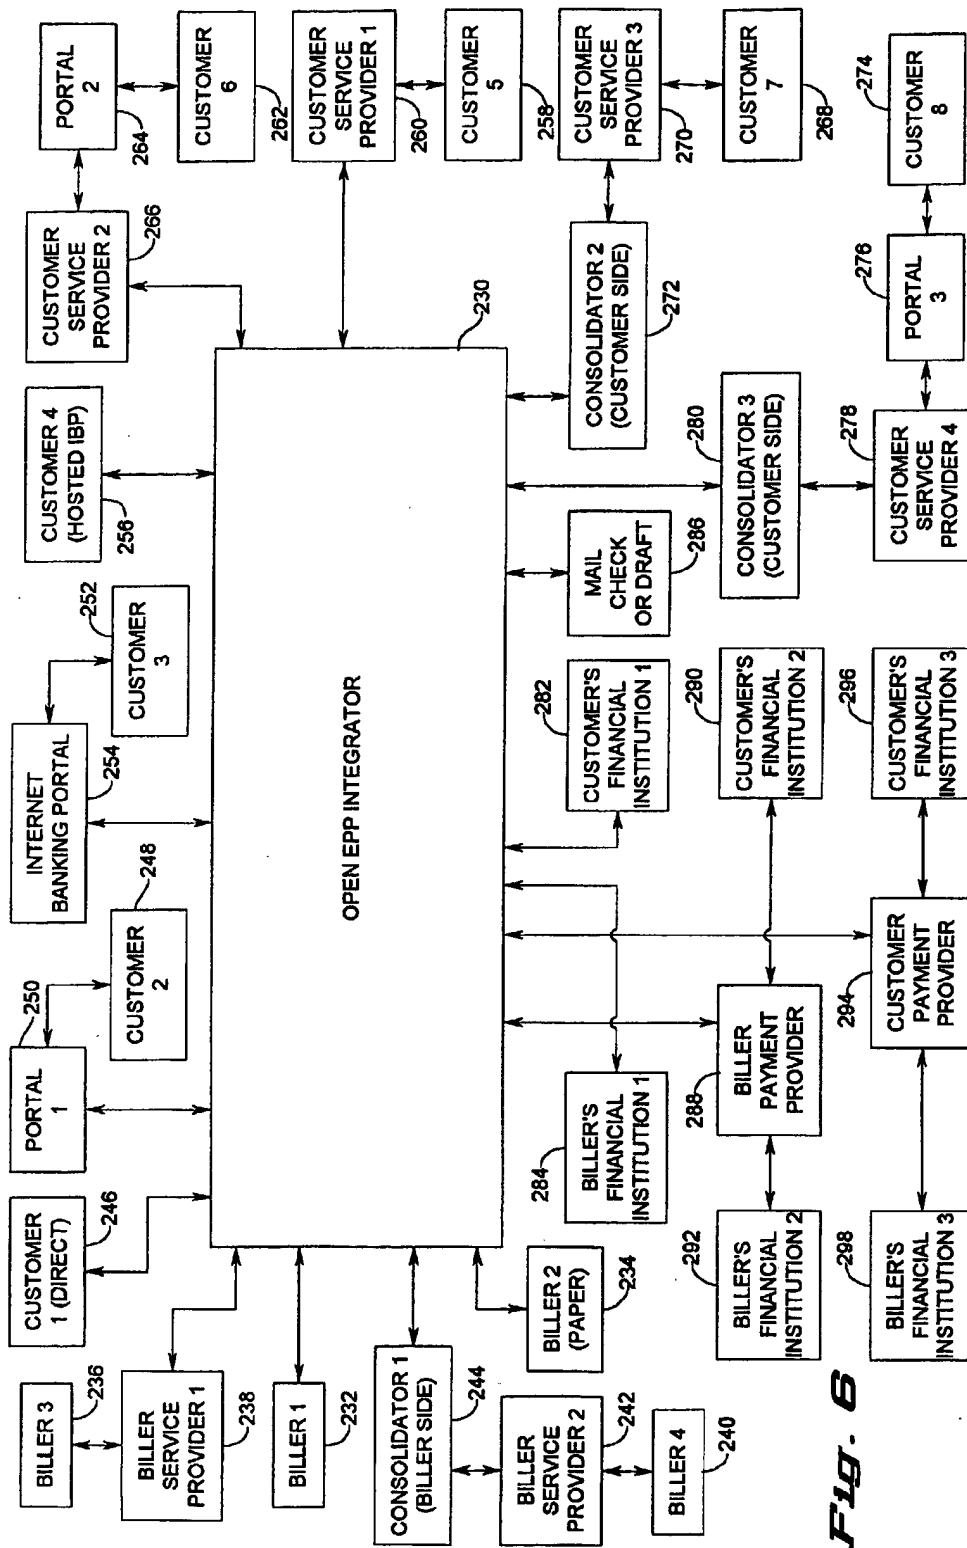 BILLER 3
236
BILLER
SERVICE
PROVIDER 1
238
BILLER 1
232
CONSOLIDATOR 1
(BILLER SIDE)
244
BILLER
SERVICE
PROVIDER 2
242
BILLER 4
240
BILLER 2
(PAPER)
234
CUSTOMER
1 (DIRECT)
246
PORTAL
1
250
CUSTOMER
2
248
INTERNET
BANKING PORTAL
254
CUSTOMER
3
252
CUSTOMER 4
(HOSTED IBP)
256
CUSTOMER
SERVICE
PROVIDER 2
266
PORTAL
2
264
CUSTOMER
6
262
CUSTOMER
SERVICE
PROVIDER 1
260
CUSTOMER
5
258
CUSTOMER
SERVICE
PROVIDER 3
270
CUSTOMER
7
268
OPEN EPP INTEGRATOR
230
CONSOLIDATOR 2
(CUSTOMER SIDE)
272
CONSOLIDATOR 3
(CUSTOMER SIDE)
280
CUSTOMER
SERVICE
PROVIDER 4
278
PORTAL
3
276
CUSTOMER
8
274
MAIL
CHECK
OR DRAFT
286
CUSTOMER'S
FINANCIAL
INSTITUTION 1
282
BILLER'S
FINANCIAL
INSTITUTION 1
284
BILLER
PAYMENT
PROVIDER
288
CUSTOMER'S
FINANCIAL
INSTITUTION 2
290
BILLER'S
FINANCIAL
INSTITUTION 2
292
CUSTOMER
PAYMENT
PROVIDER
294
CUSTOMER'S
FINANCIAL
INSTITUTION 3
296
BILLER'S
FINANCIAL
INSTITUTION 3
298
Fig. 6